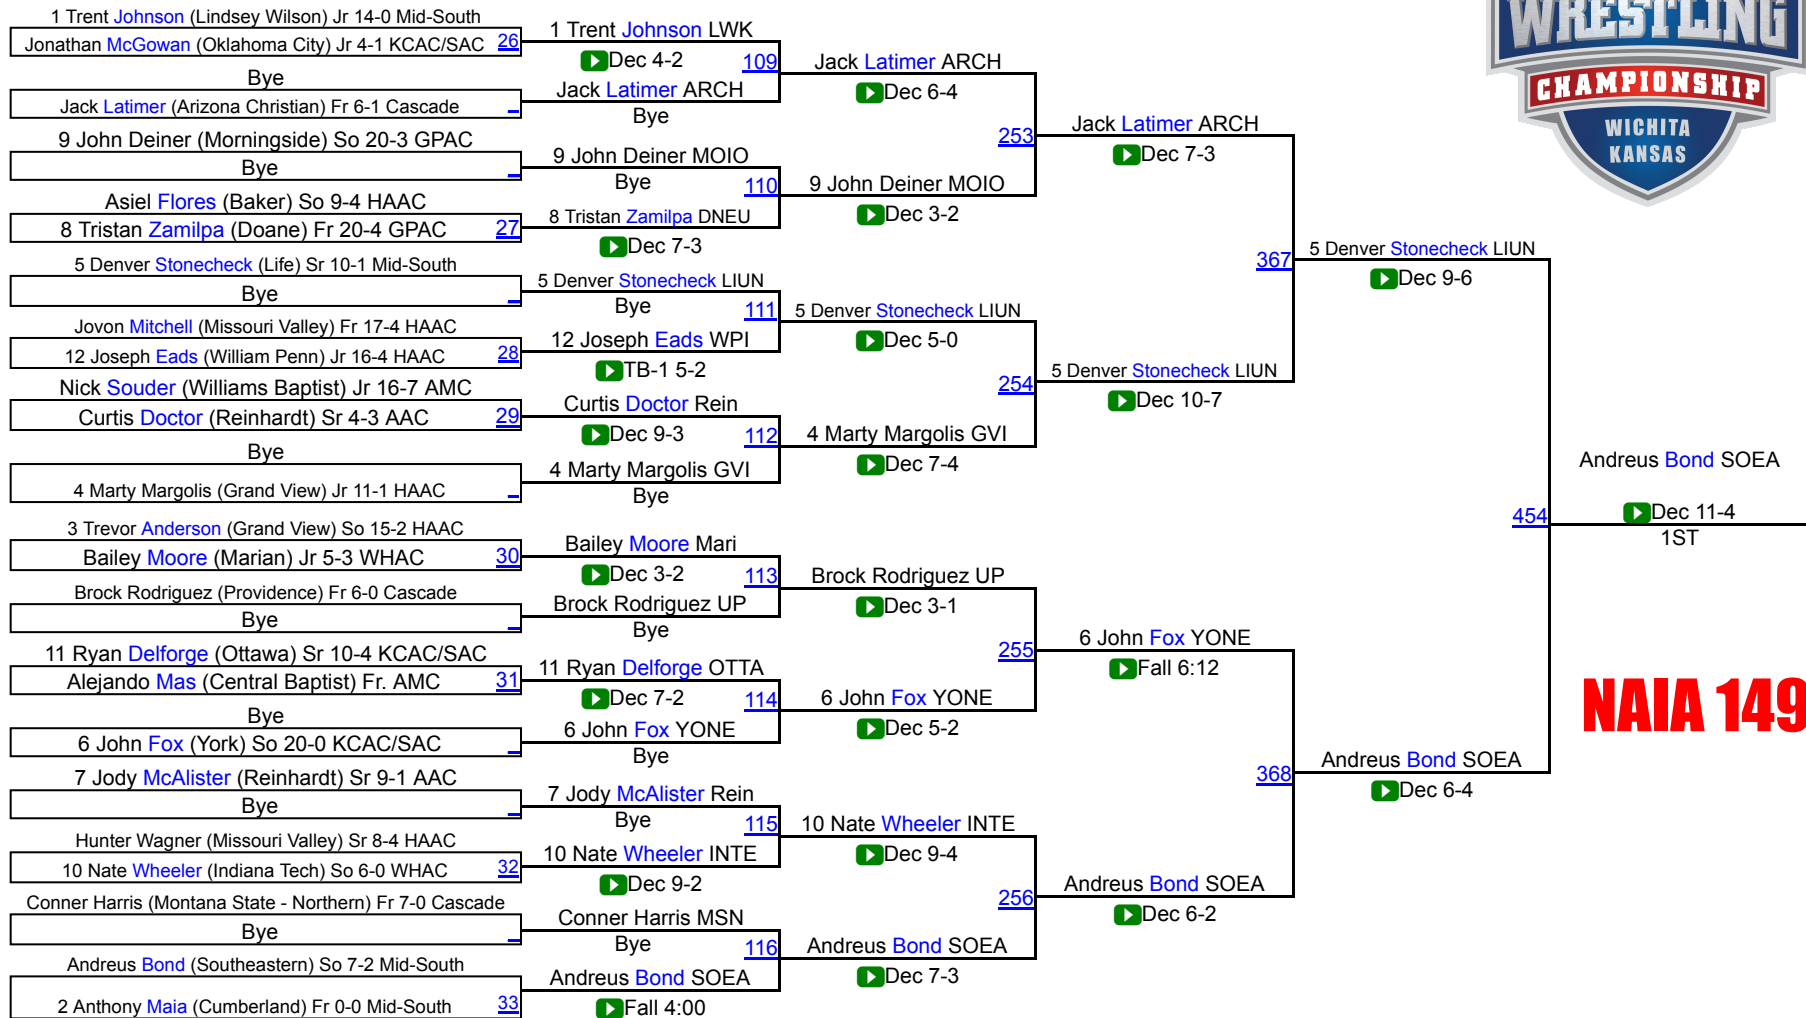 WRESTLING
CHAMPIONSHIP
WICHITA
KANSAS
1 Trent Johnson (Lindsey Wilson) Jr 14-0 Mid-South
Jonathan McGowan (Oklahoma City) Jr 4-1 KCAC/SAC 26
Bye
Jack Latimer (Arizona Christian) Fr 6-1 Cascade
9 John Deiner (Morningside) So 20-3 GPAC
Bye
Asiel Flores (Baker) So 9-4 HAAC
8 Tristan Zamilpa (Doane) Fr 20-4 GPAC 27
5 Denver Stonecheck (Life) Sr 10-1 Mid-South
Bye
Jovon Mitchell (Missouri Valley) Fr 17-4 HAAC
12 Joseph Eads (William Penn) Jr 16-4 HAAC 28
Nick Souder (Williams Baptist) Jr 16-7 AMC
Curtis Doctor (Reinhardt) Sr 4-3 AAC 29
Bye
4 Marty Margolis (Grand View) Jr 11-1 HAAC
3 Trevor Anderson (Grand View) So 15-2 HAAC
Bailey Moore (Marian) Jr 5-3 WHAC 30
Brock Rodriguez (Providence) Fr 6-0 Cascade
Bye
11 Ryan Delforge (Ottawa) Sr 10-4 KCAC/SAC
Alejando Mas (Central Baptist) Fr. AMC 31
Bye
6 John Fox (York) So 20-0 KCAC/SAC
7 Jody McAlister (Reinhardt) Sr 9-1 AAC
Bye
Hunter Wagner (Missouri Valley) Sr 8-4 HAAC
10 Nate Wheeler (Indiana Tech) So 6-0 WHAC 32
Conner Harris (Montana State - Northern) Fr 7-0 Cascade
Bye
Andreus Bond (Southeastern) So 7-2 Mid-South
2 Anthony Maia (Cumberland) Fr 0-0 Mid-South 33
1 Trent Johnson LWK
Dec 4-2 109
Jack Latimer ARCH
Bye
9 John Deiner MOIO
Bye 110
8 Tristan Zamilpa DNEU
Dec 7-3
5 Denver Stonecheck LIUN
Bye 111
12 Joseph Eads WPI
TB-1 5-2
Curtis Doctor Rein
Dec 9-3 112
4 Marty Margolis GVI
Bye
Bailey Moore Mari
Dec 3-2 113
Brock Rodriguez UP
Bye
11 Ryan Delforge OTTA
Dec 7-2 114
6 John Fox YONE
Bye
7 Jody McAlister Rein
Bye 115
10 Nate Wheeler INTE
Dec 9-2
Conner Harris MSN
Bye 116
Andreus Bond SOEA
Fall 4:00
Jack Latimer ARCH
Dec 6-4
253
9 John Deiner MOIO
Dec 3-2
5 Denver Stonecheck LIUN
Dec 5-0
254
4 Marty Margolis GVI
Dec 7-4
Brock Rodriguez UP
Dec 3-1
255
6 John Fox YONE
Dec 5-2
10 Nate Wheeler INTE
Dec 9-4
256
Andreus Bond SOEA
Dec 7-3
Jack Latimer ARCH
Dec 7-3
367
5 Denver Stonecheck LIUN
Dec 10-7
6 John Fox YONE
Fall 6:12
368
Andreus Bond SOEA
Dec 6-2
5 Denver Stonecheck LIUN
Dec 9-6
454
Andreus Bond SOEA
Dec 6-4
Andreus Bond SOEA
Dec 11-4
1ST
NAIA 149